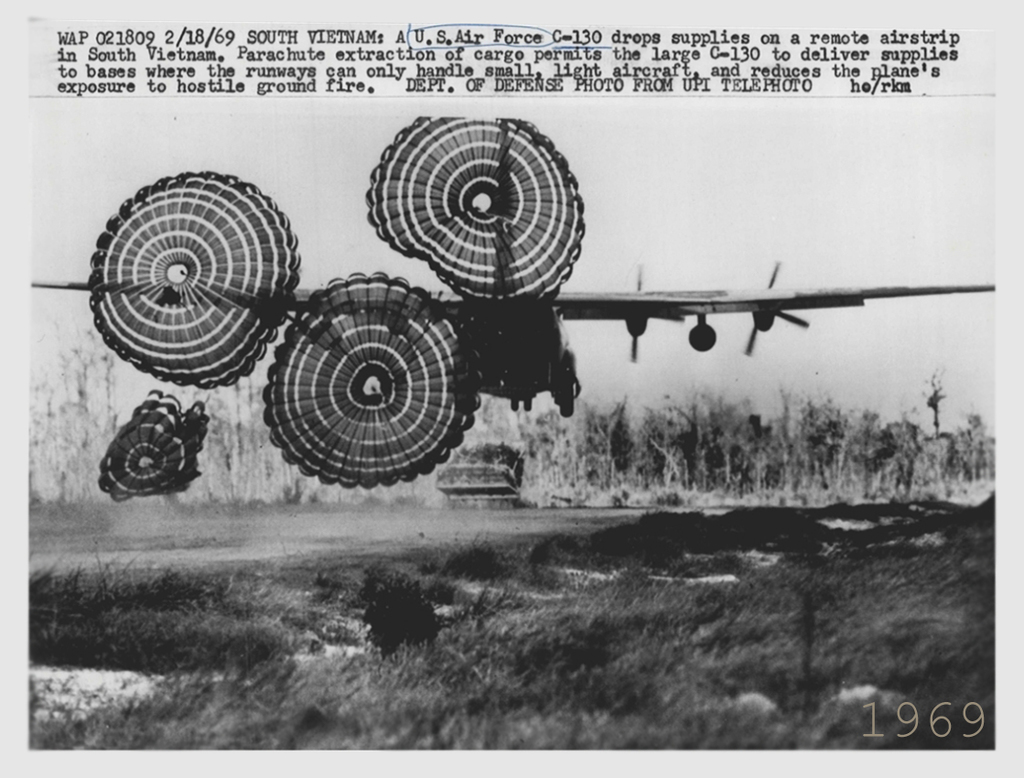 WAP 021809 2/18/69 SOUTH VIETNAM: A U.S.Air Force C-130 drops supplies on a remote airstrip
in South Vietnam. Parachute extraction of cargo permits the large C-130 to deliver supplies
to bases where the runways can only handle small, light aircraft, and reduces the plane's
exposure to hostile ground fire. DEPT. OF DEFENSE PHOTO FROM UPI TELEPHOTO he/rkm
1969